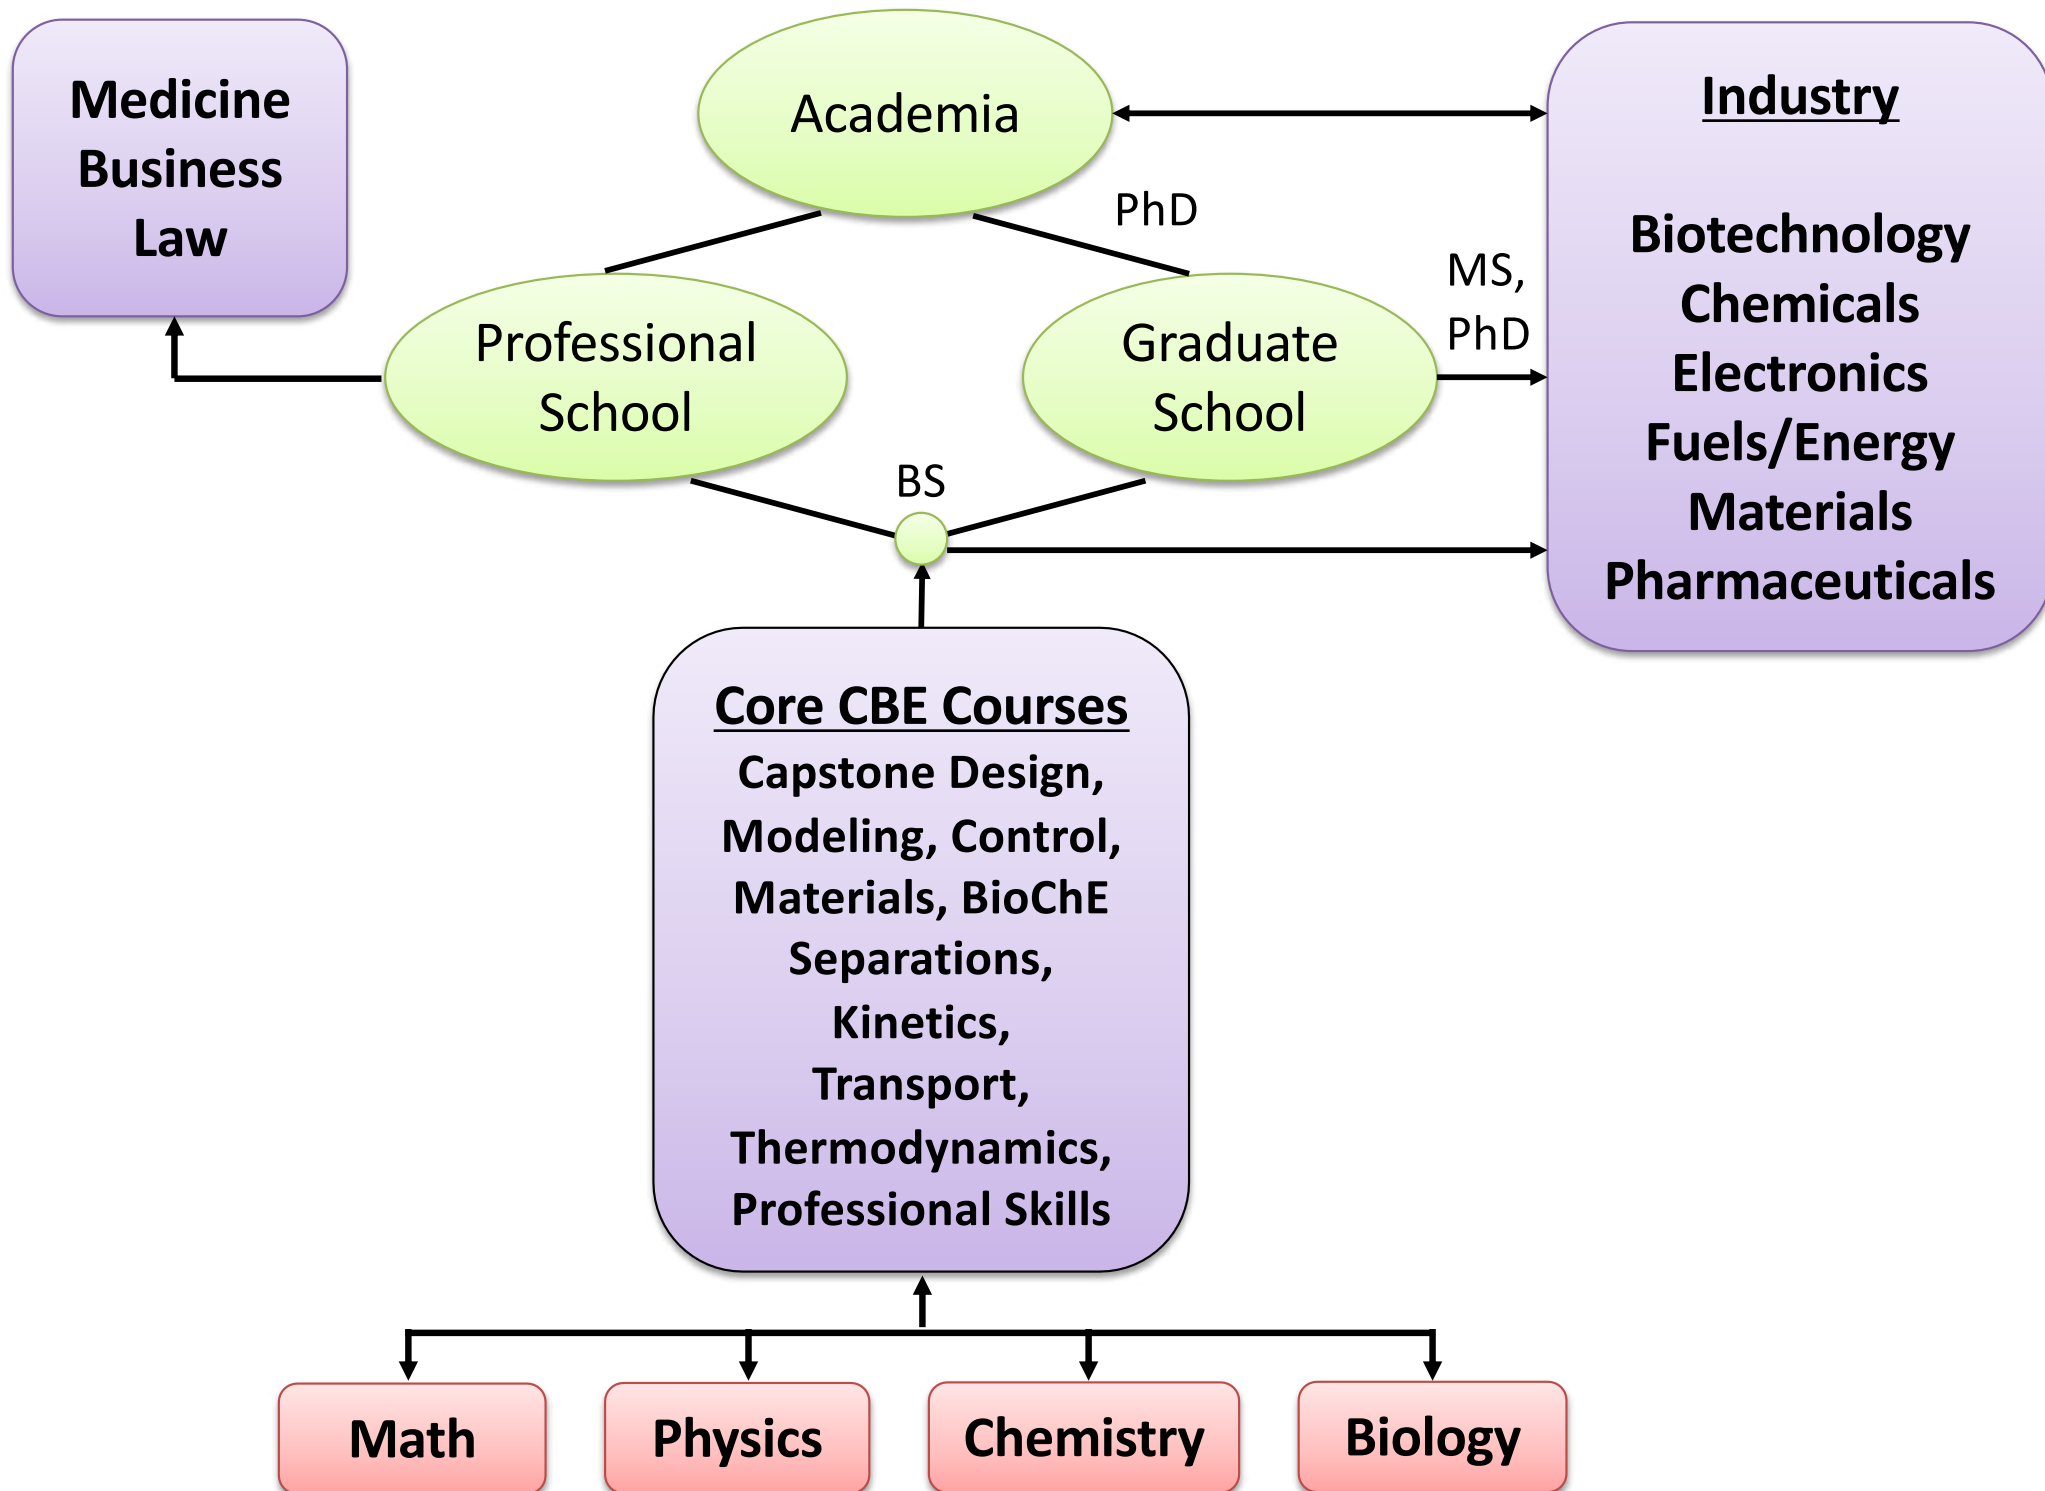 Medicine
Business
Law
Academia
Industry
Biotechnology
Chemicals
Electronics
Fuels/Energy
Materials
Pharmaceuticals
PhD
MS,
PhD
Professional
School
Graduate
School
BS
Core CBE Courses
Capstone Design,
Modeling, Control,
Materials, BioChE
Separations,
Kinetics,
Transport,
Thermodynamics,
Professional Skills
Math
Physics
Chemistry
Biology